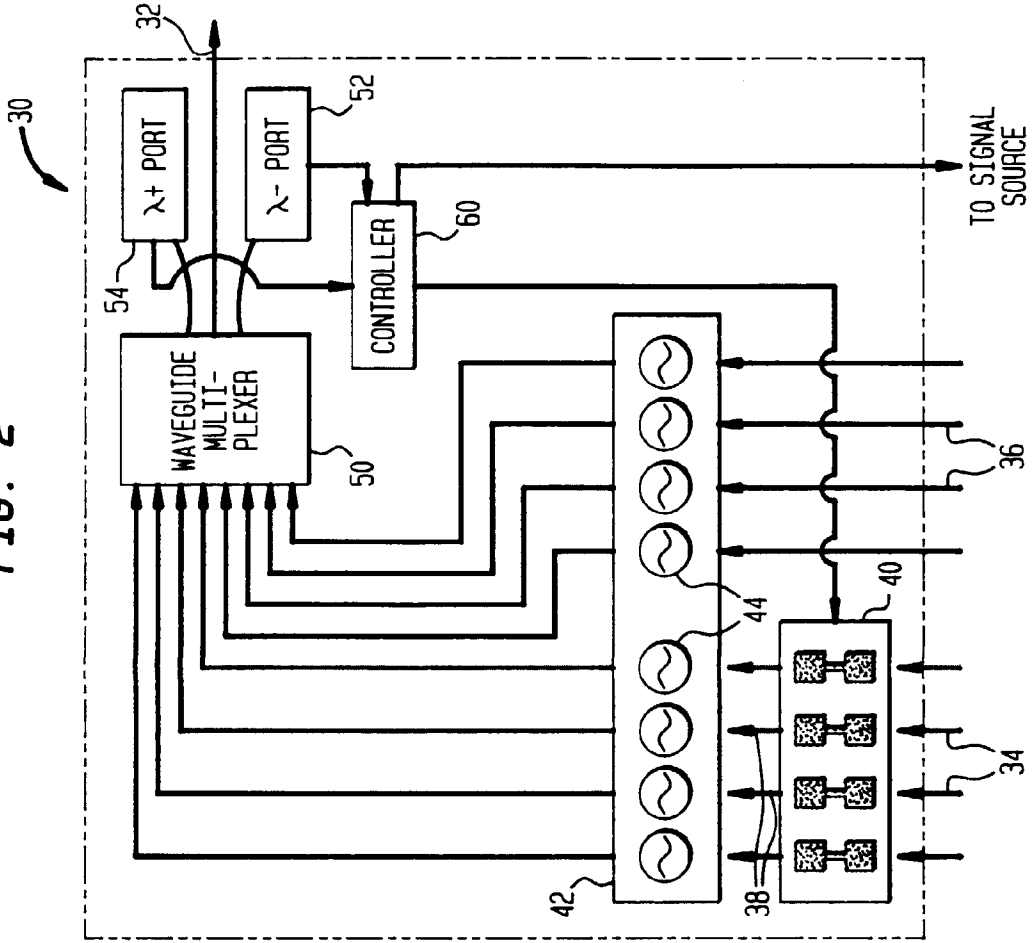 FIG. 2
30
32
54
λ+ PORT
λ- PORT
52
WAVEGUIDE
MULTI-
PLEXER
50
CONTROLLER
60
TO SIGNAL
SOURCE
42
44
36
38
40
34